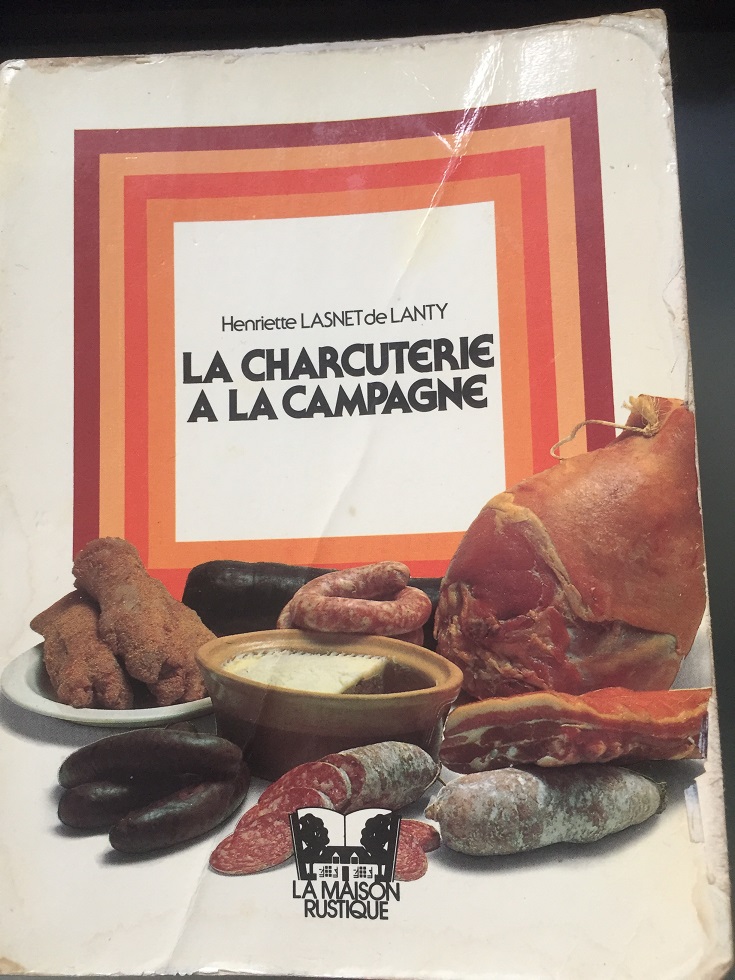 Henriette LASNET de LANTY
LA CHARCUTERIE
A LA CAMPAGNE
LA MAISON
RUSTIQUE